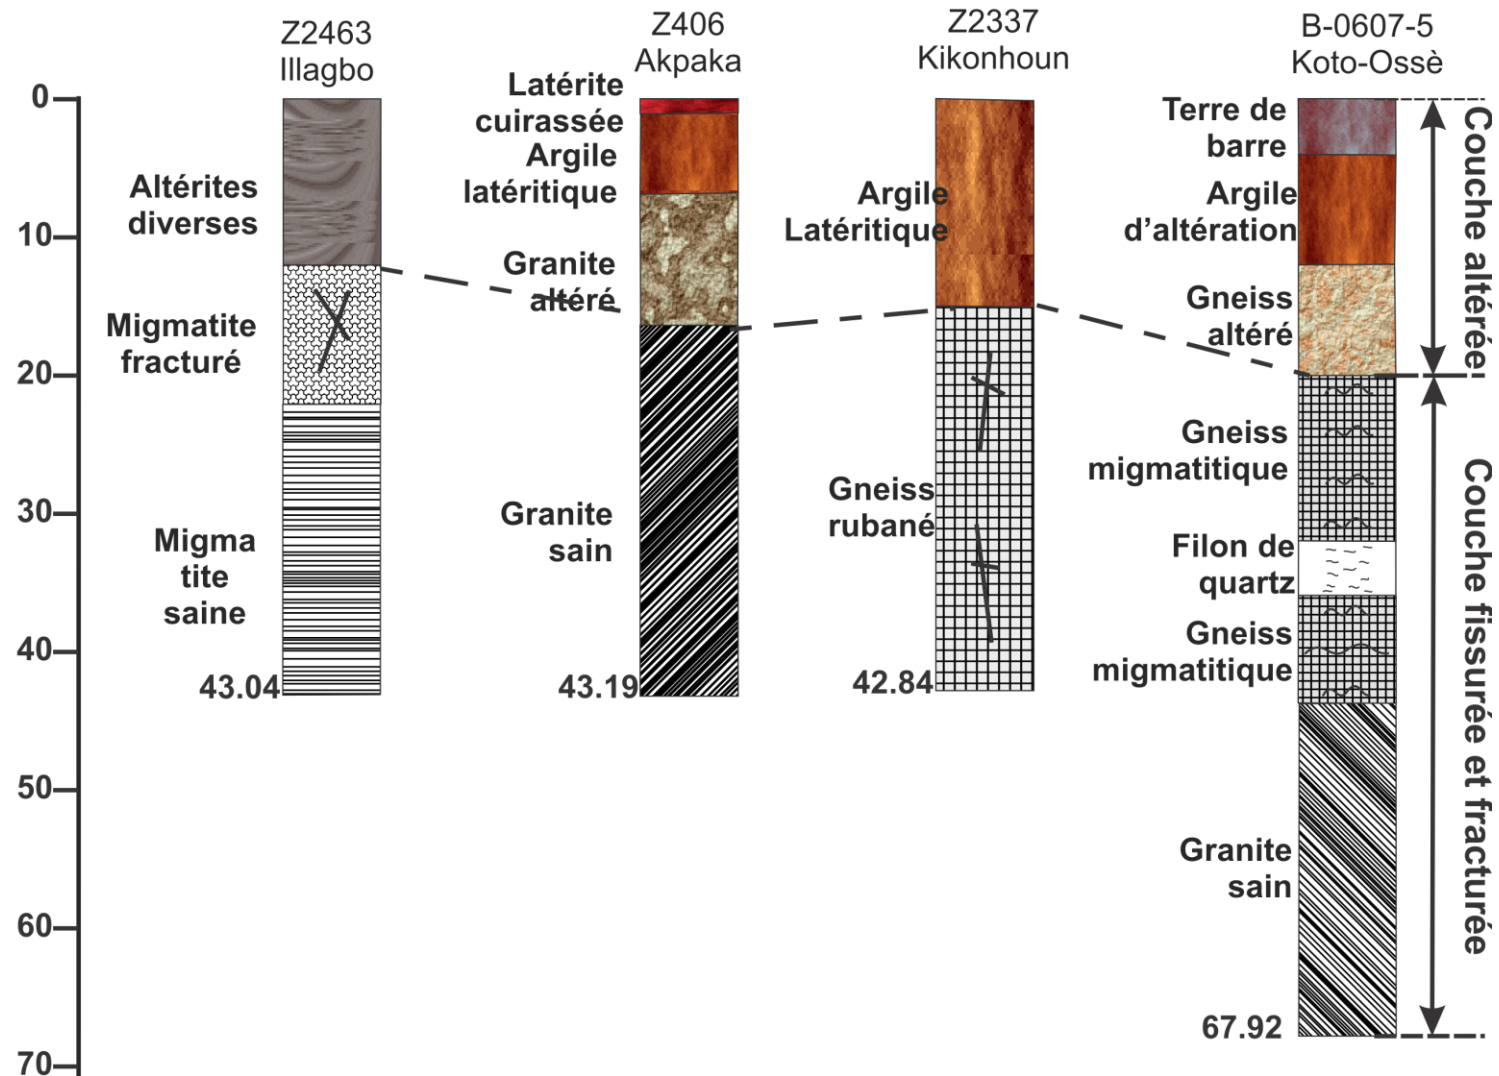 Z2463
Illagbo
Z406
Akpaka
Z2337
Kikonhoun
B-0607-5
Koto-Ossè
0
10
20
30
40
50
60
70
Altérites
diverses
Migmatite
fracturé
Migma
tite
saine
43.04
Latérite
cuirassée
Argile
latéritique
Granite
altéré
Granite
sain
43.19
Argile
Latéritique
Gneiss
rubané
42.84
Terre de
barre
Argile
d'altération
Gneiss
altéré
Gneiss
migmatitique
Filon de
quartz
Gneiss
migmatitique
Granite
sain
67.92
Couche altérée
Couche fissurée et fracturée